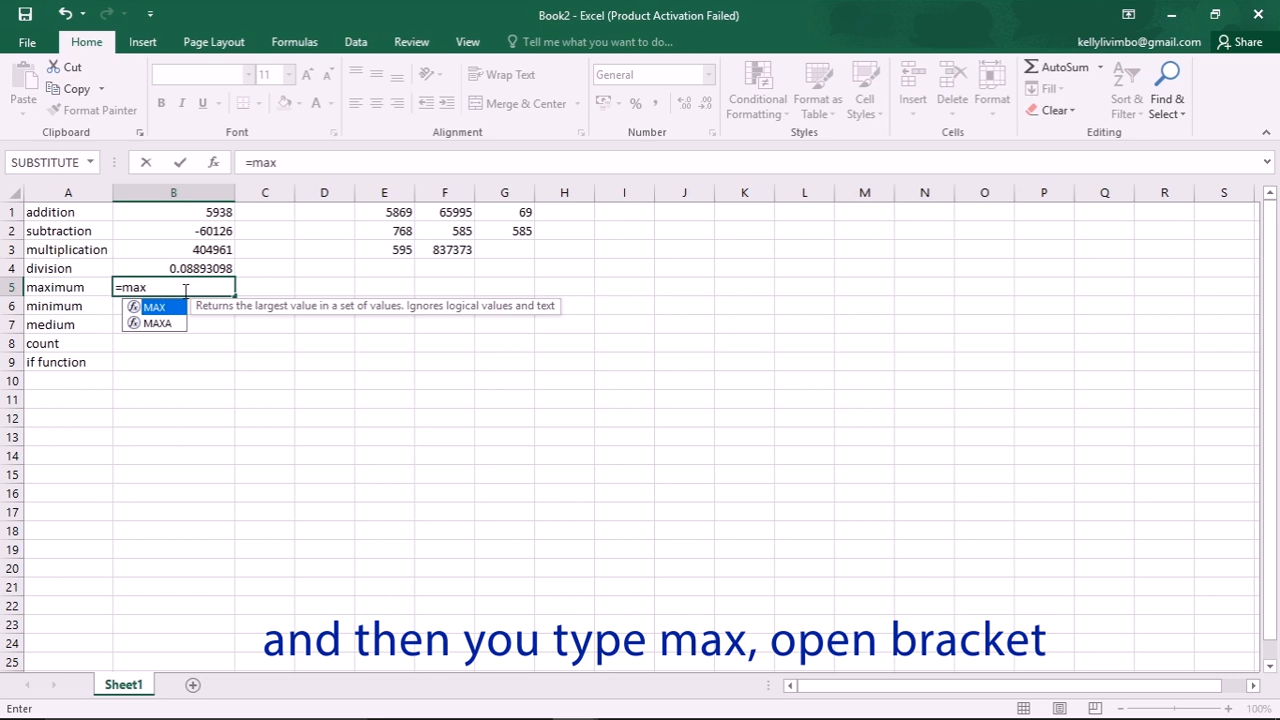 Book2 - Excel (Product Activation Failed)
File Home Insert Page Layout Formulas Data Review View Tell me what you want to do... kellylivimbo@gmail.com Share
Paste Cut Copy Format Painter
11
Wrap Text
Merge & Center
General
Conditional Formatting
Format as Table
Cell Styles
Insert Delete Format
AutoSum
Fill
Clear
Sort & Filter
Find & Select
Clipboard Font Alignment Number Styles Cells Editing
SUBSTITUTE =max
A B C D E F G H I J K L M N O P Q R S
1 addition 5938 5869 65995 69
2 subtraction -60126 768 585 585
3 multiplication 404961 595 837373
4 division 0.08893098
5 maximum =max
6 minimum MAX Returns the largest value in a set of values. Ignores logical values and text
7 medium MAXA
8 count
9 if function
10
11
12
13
14
15
16
17
18
19
20
21
22
23
24
25
and then you type max, open bracket
Sheet1
Enter 100%